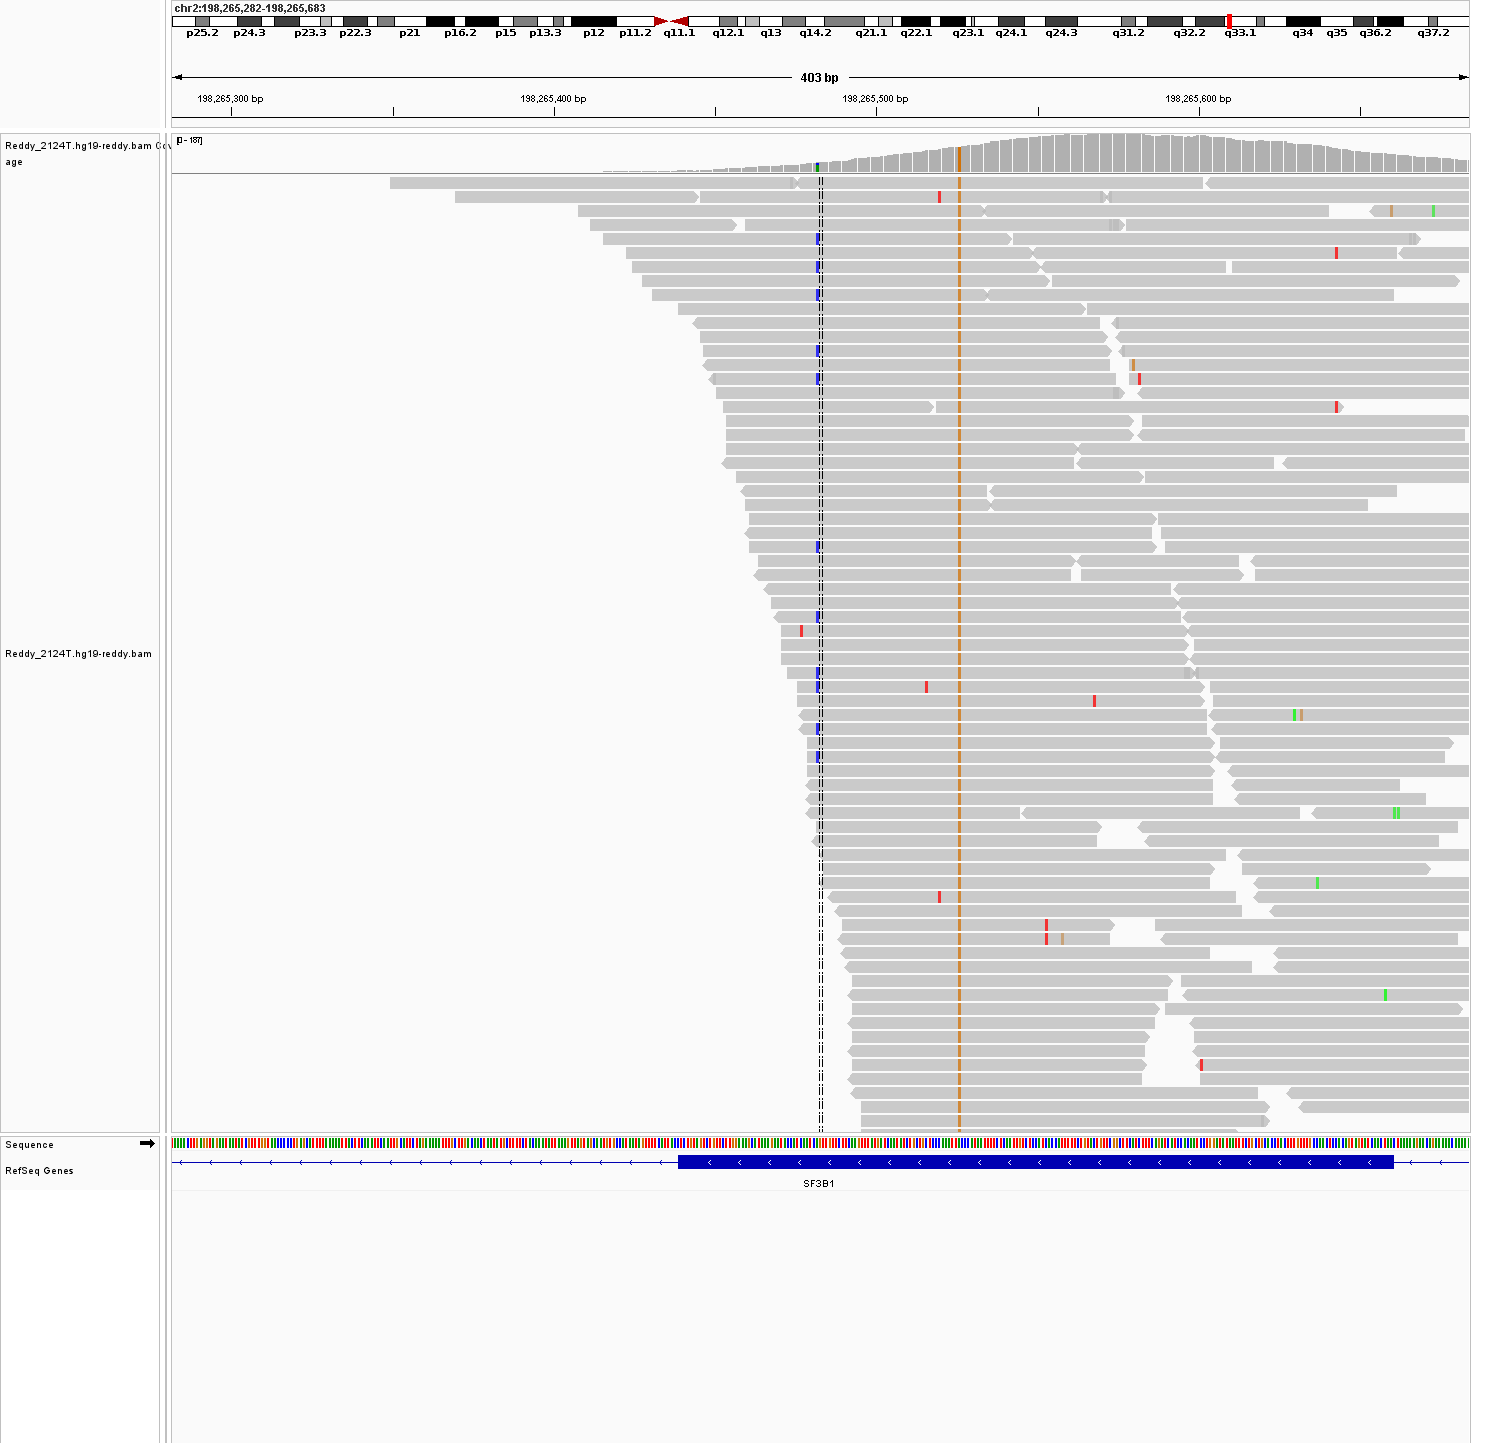 chr2:198,265,282-198,265,683
p25.2 p24.3 p23.3 p22.3 p21 p16.2 p15 p13.3 p12 p11.2 q11.1 q12.1 q13 q14.2 q21.1 q22.1 q23.1 q24.1 q24.3 q31.2 q32.2 q33.1 q34 q35 q36.2 q37.2
403 bp
198,265,300 bp 198,265,400 bp 198,265,500 bp 198,265,600 bp
Reddy_2124T.hg19-reddy.bam Cov
age
[0 - 187]
Reddy_2124T.hg19-reddy.bam
Sequence
RefSeq Genes
SF3B1